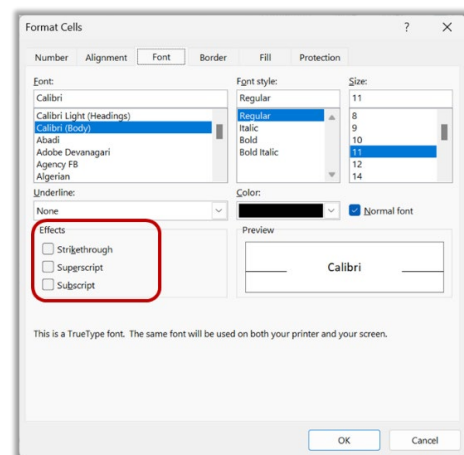 Format Cells ? ×
Number Alignment Font Border Fill Protection
Font: Font style: Size:
Calibri Regular 11
Calibri Light (Headings) Regular 8
Calibri (Body) Italic 9
Abadi Bold 10
Adobe Devanagari Bold Italic 11
Agency FB 12
Algerian 14
Underline: Color:
None Normal font
Effects Preview
Strikethrough
Superscript Calibri
Subscript
This is a TrueType font. The same font will be used on both your printer and your screen.
OK Cancel